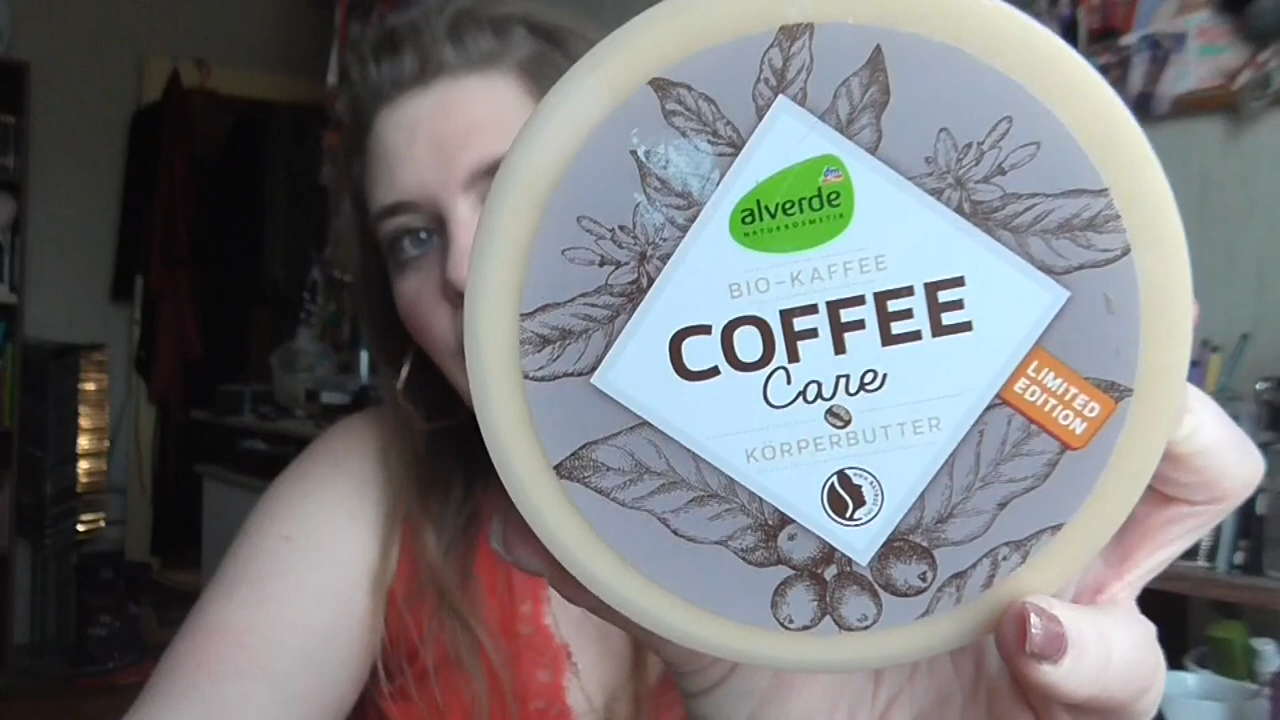 alverde
NATURKOSMETIK
BIO-KAFFEE
COFFEE
Care
KÖRPERBUTTER
LIMITED
EDITION